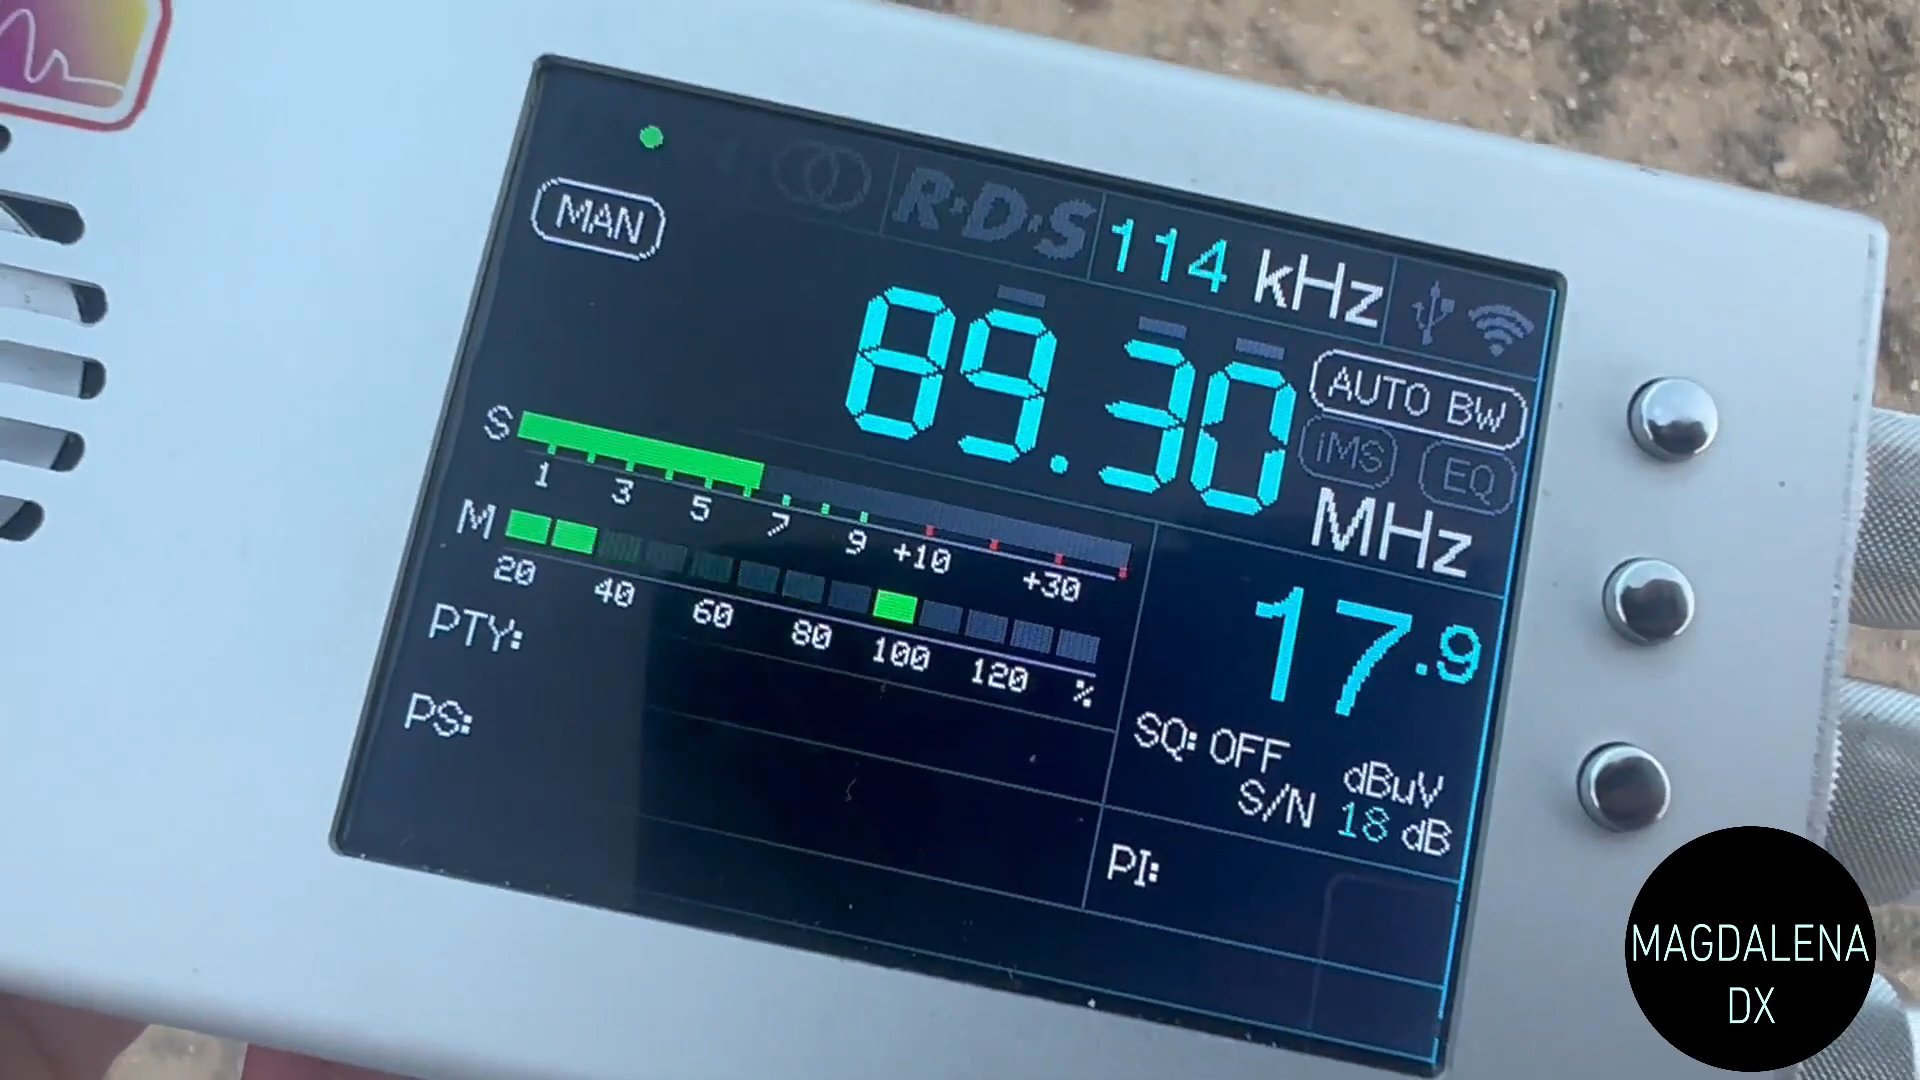 MAN
R·D·S
114 kHz
89.30
AUTO BW
iMS
EQ
MHz
S
1 3 5 7 9 +10 +30
M
20 40 60 80 100 120 %
PTY:
PS:
17.9
SQ: OFF
dBµV
S/N 18 dB
PI:
MAGDALENA
DX